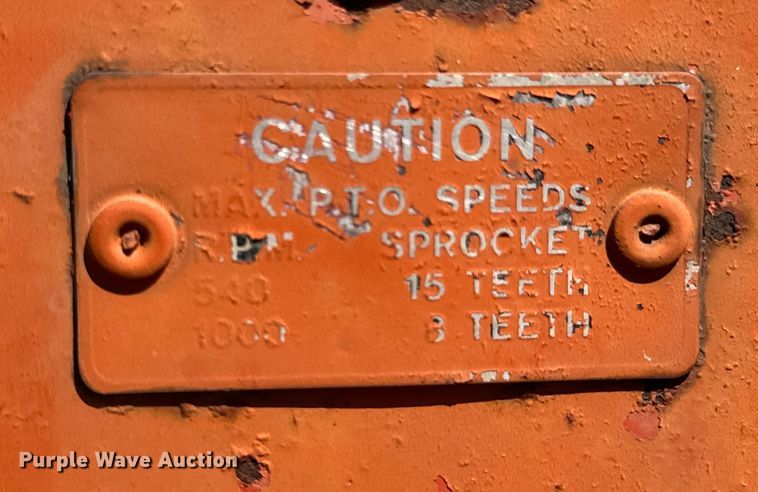 CAUTION
MAX. P.T.O. SPEEDS
R.P.M. SPROCKET
540 15 TEETH
1000 8 TEETH
Purple Wave Auction